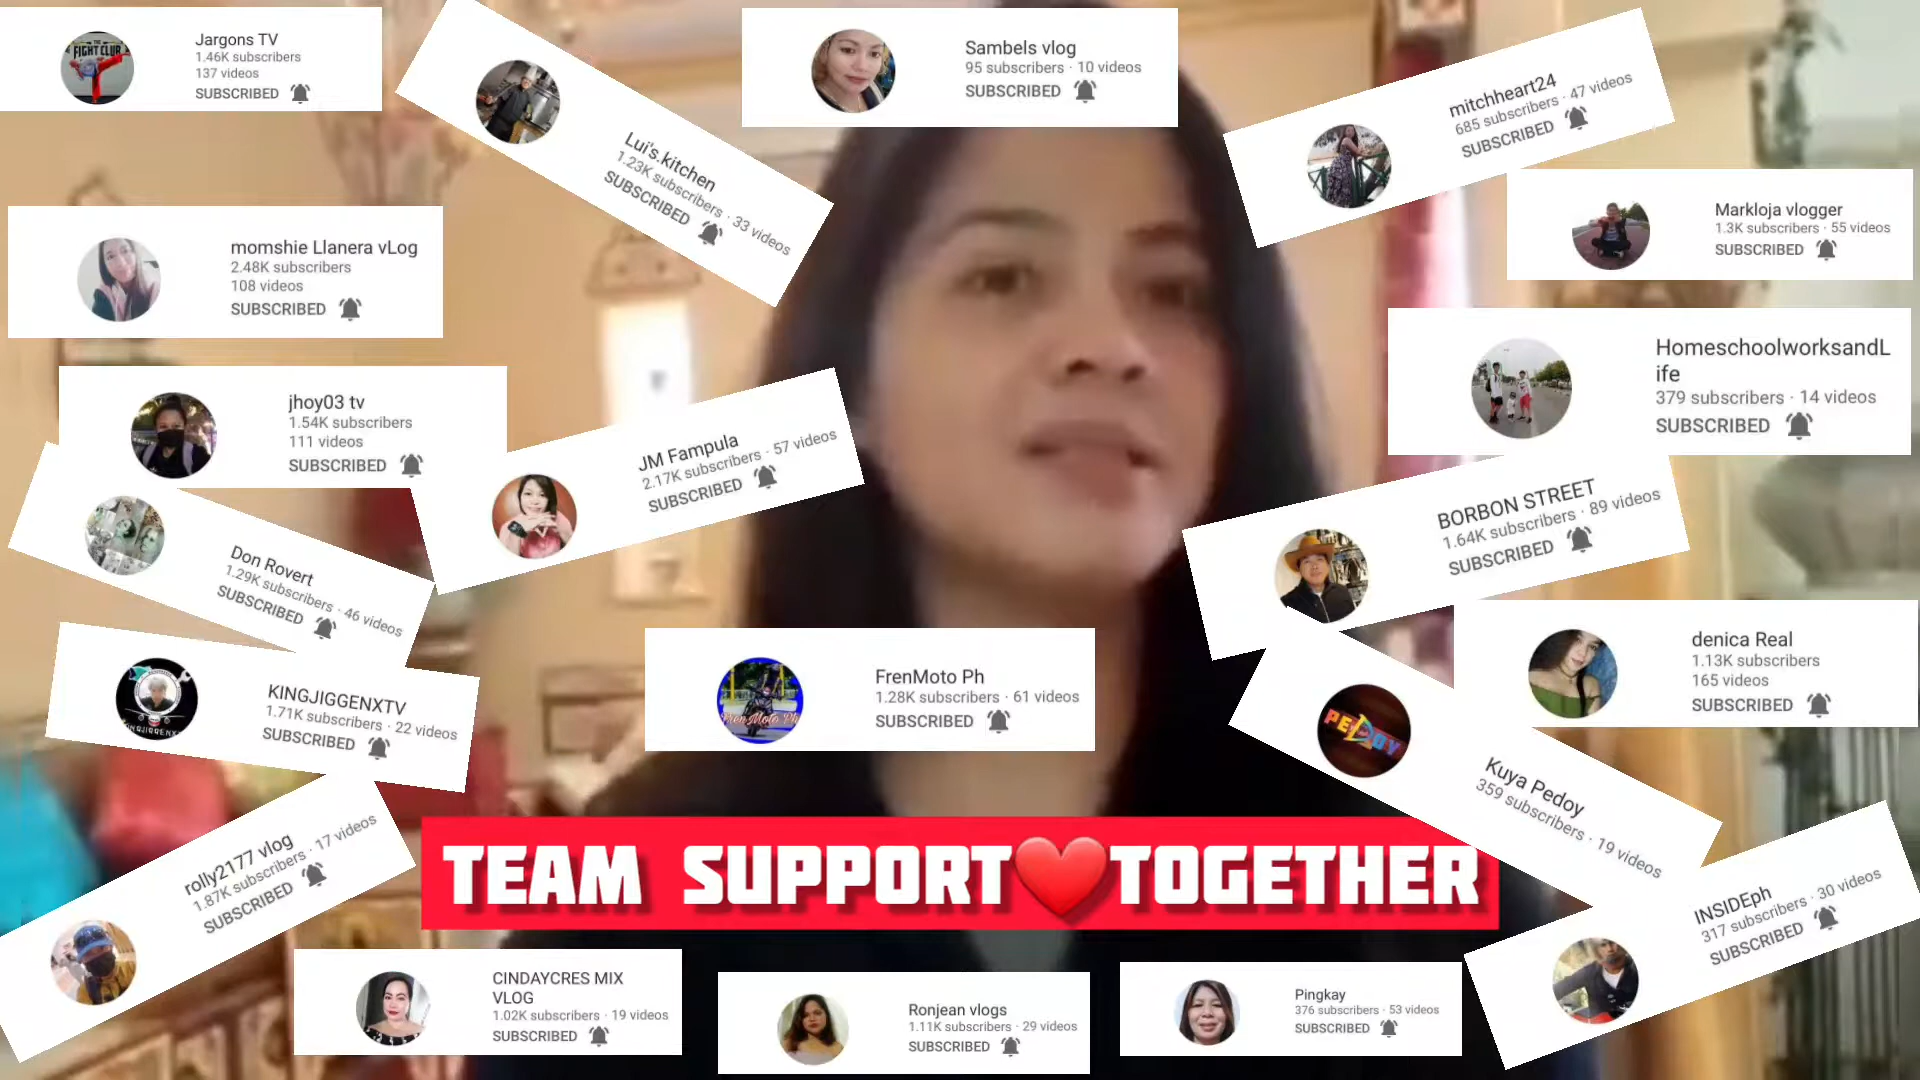 Jargons TV
1.46K subscribers
137 videos
SUBSCRIBED
Lui's.kitchen
1.23K subscribers · 33 videos
SUBSCRIBED
Sambels vlog
95 subscribers · 10 videos
SUBSCRIBED
mitchheart24
685 subscribers · 47 videos
SUBSCRIBED
momshie Llanera vLog
2.48K subscribers
108 videos
SUBSCRIBED
Markloja vlogger
1.3K subscribers · 55 videos
SUBSCRIBED
HomeschoolworksandL
ife
379 subscribers · 14 videos
SUBSCRIBED
jhoy03 tv
1.54K subscribers
111 videos
SUBSCRIBED
JM Fampula
2.17K subscribers · 57 videos
SUBSCRIBED
BORBON STREET
1.64K subscribers · 89 videos
SUBSCRIBED
Don Rovert
1.29K subscribers · 46 videos
SUBSCRIBED
KINGJIGGENXTV
1.71K subscribers · 22 videos
SUBSCRIBED
FrenMoto Ph
1.28K subscribers · 61 videos
SUBSCRIBED
denica Real
1.13K subscribers
165 videos
SUBSCRIBED
PEDOY
Kuya Pedoy
359 subscribers · 19 videos
rolly2177 vlog
1.87K subscribers · 17 videos
SUBSCRIBED
TEAM SUPPORT❤TOGETHER
INSIDEph
317 subscribers · 30 videos
SUBSCRIBED
CINDAYCRES MIX
VLOG
1.02K subscribers · 19 videos
SUBSCRIBED
Ronjean vlogs
1.11K subscribers · 29 videos
SUBSCRIBED
Pingkay
376 subscribers · 53 videos
SUBSCRIBED